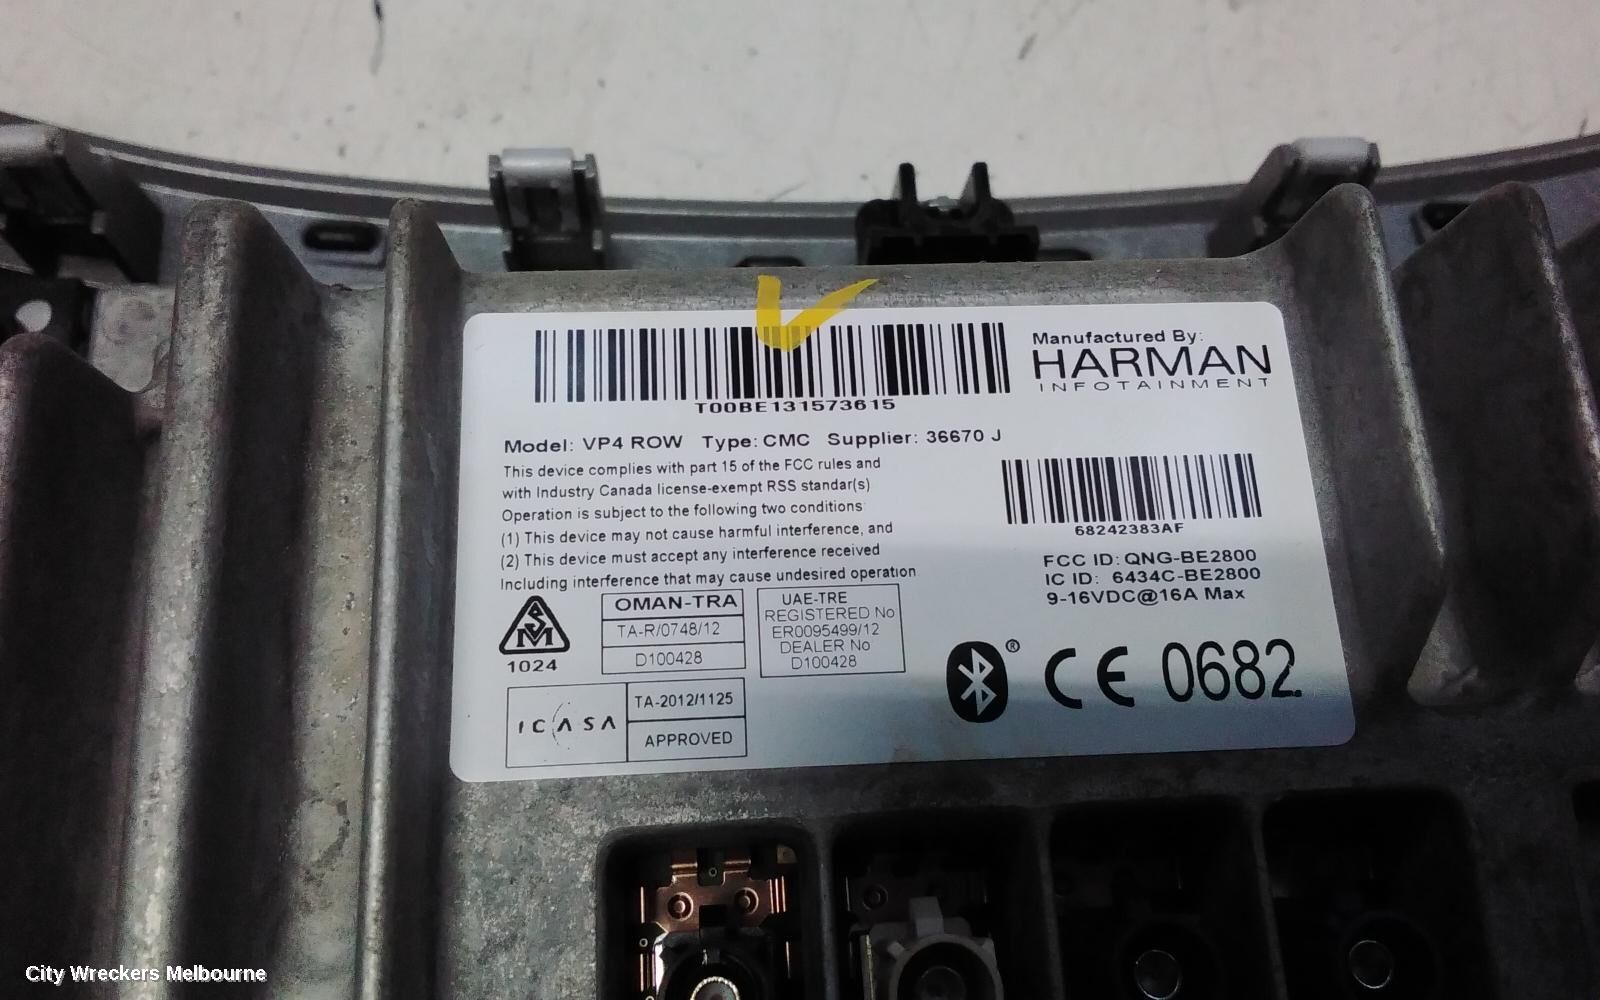 T00BE131573615
Manufactured By:
HARMAN
INFOTAINMENT
Model: VP4 ROW Type: CMC Supplier: 36670 J
This device complies with part 15 of the FCC rules and
with Industry Canada license-exempt RSS standar(s)
Operation is subject to the following two conditions:
(1) This device may not cause harmful interference, and
(2) This device must accept any interference received
Including interference that may cause undesired operation
68242383AF
FCC ID: QNG-BE2800
IC ID: 6434C-BE2800
9-16VDC@16A Max
SM
1024
OMAN-TRA
TA-R/0748/12
D100428
UAE-TRE
REGISTERED No
ER0095499/12
DEALER No
D100428
® CE 0682
ICASA
TA-2012/1125
APPROVED
City Wreckers Melbourne